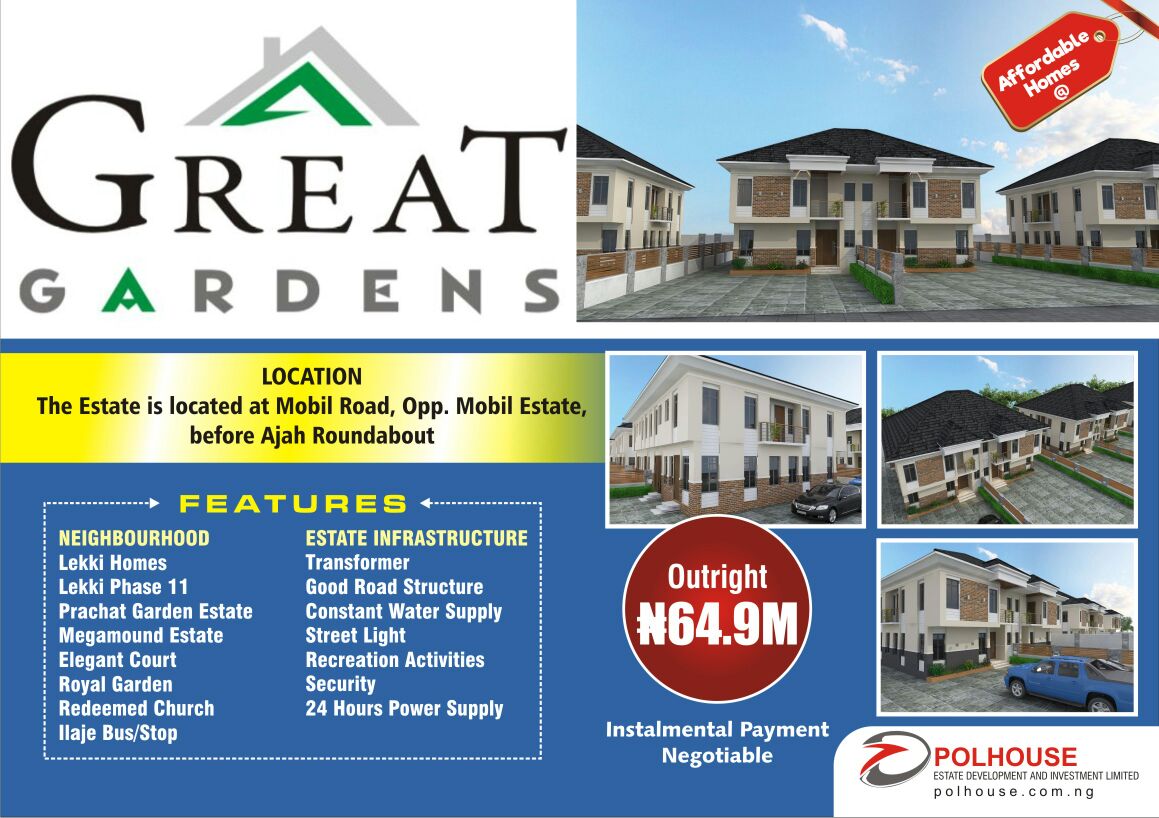 GREAT
GARDENS
Affordable
Homes
@
LOCATION
The Estate is located at Mobil Road, Opp. Mobil Estate,
before Ajah Roundabout
FEATURES
NEIGHBOURHOOD
Lekki Homes
Lekki Phase 11
Prachat Garden Estate
Megamound Estate
Elegant Court
Royal Garden
Redeemed Church
Ilaje Bus/Stop
ESTATE INFRASTRUCTURE
Transformer
Good Road Structure
Constant Water Supply
Street Light
Recreation Activities
Security
24 Hours Power Supply
Outright
₦64.9M
Instalmental Payment
Negotiable
POLHOUSE
ESTATE DEVELOPMENT AND INVESTMENT LIMITED
polhouse.com.ng